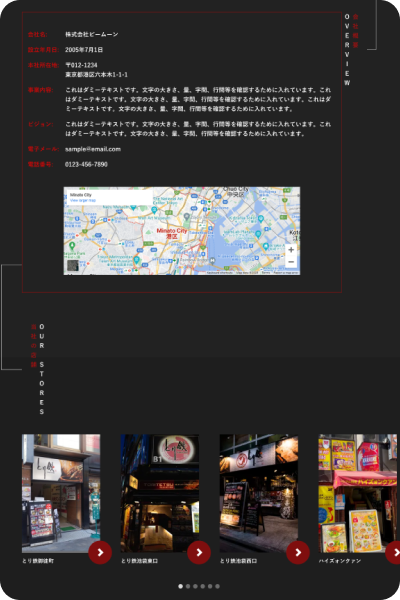 OVERVIEW
会社概要
会社名:
株式会社ビームーン
設立年月日:
2005年7月1日
本社所在地:
〒012-1234
東京都港区六本木1-1-1
事業内容:
これはダミーテキストです。文字の大きさ、量、字間、行間等を確認するために入れています。これ
はダミーテキストです。文字の大きさ、量、字間、行間等を確認するために入れています。これはダ
ミーテキストです。文字の大きさ、量、字間、行間等を確認するために入れています。
ビジョン:
これはダミーテキストです。文字の大きさ、量、字間、行間等を確認するために入れています。これ
はダミーテキストです。文字の大きさ、量、字間、行間等を確認するために入れています。
電子メール:
sample@email.com
電話番号:
0123-456-7890
Minato City
View larger map
Chuo City
中央区
Minato City
港区
OUR STORES
とり鉄御徒町
とり鉄池袋東口
とり鉄池袋西口
ハイズォンクァン